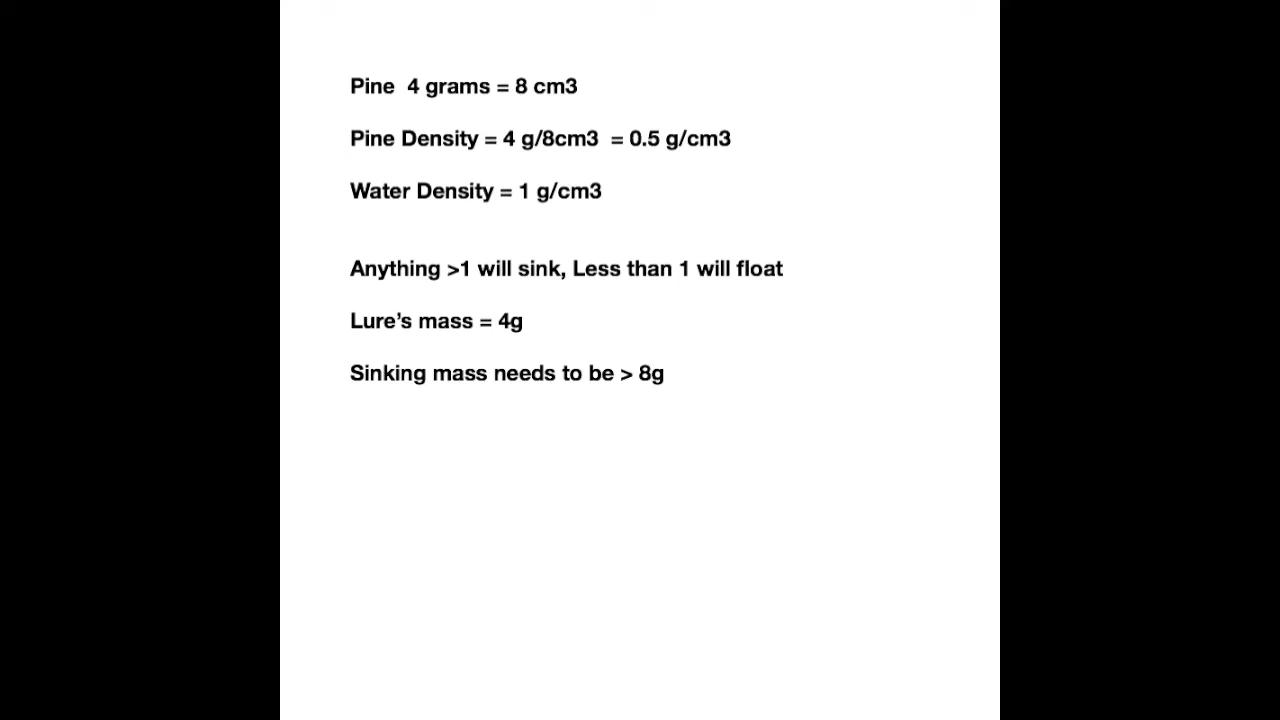 Pine  4 grams = 8 cm3
Pine Density = 4 g/8cm3  = 0.5 g/cm3
Water Density = 1 g/cm3
Anything >1 will sink, Less than 1 will float
Lure’s mass = 4g
Sinking mass needs to be > 8g